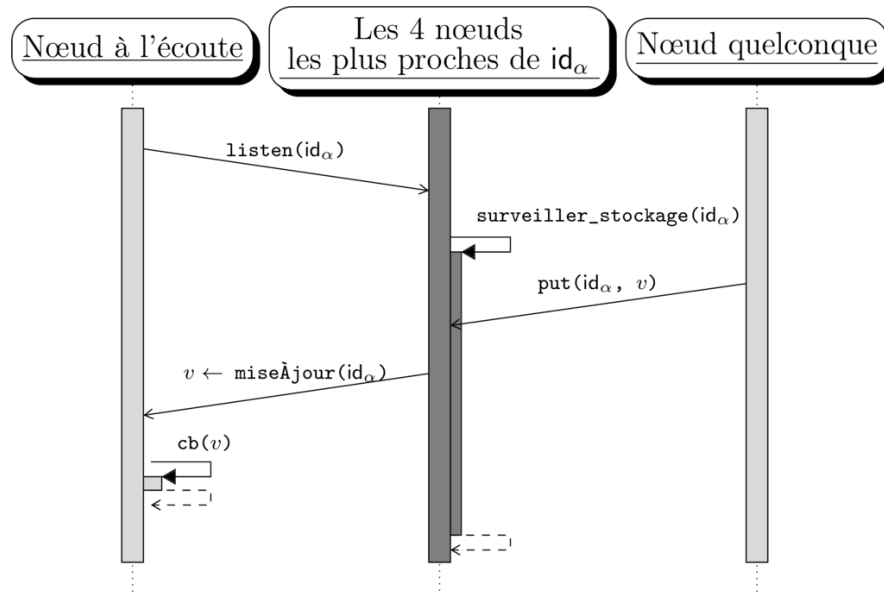 Nœud à l'écoute
Les 4 nœuds
les plus proches de id_α
Nœud quelconque
listen(id_α)
surveiller_stockage(id_α)
put(id_α, v)
v ← miseÀjour(id_α)
cb(v)